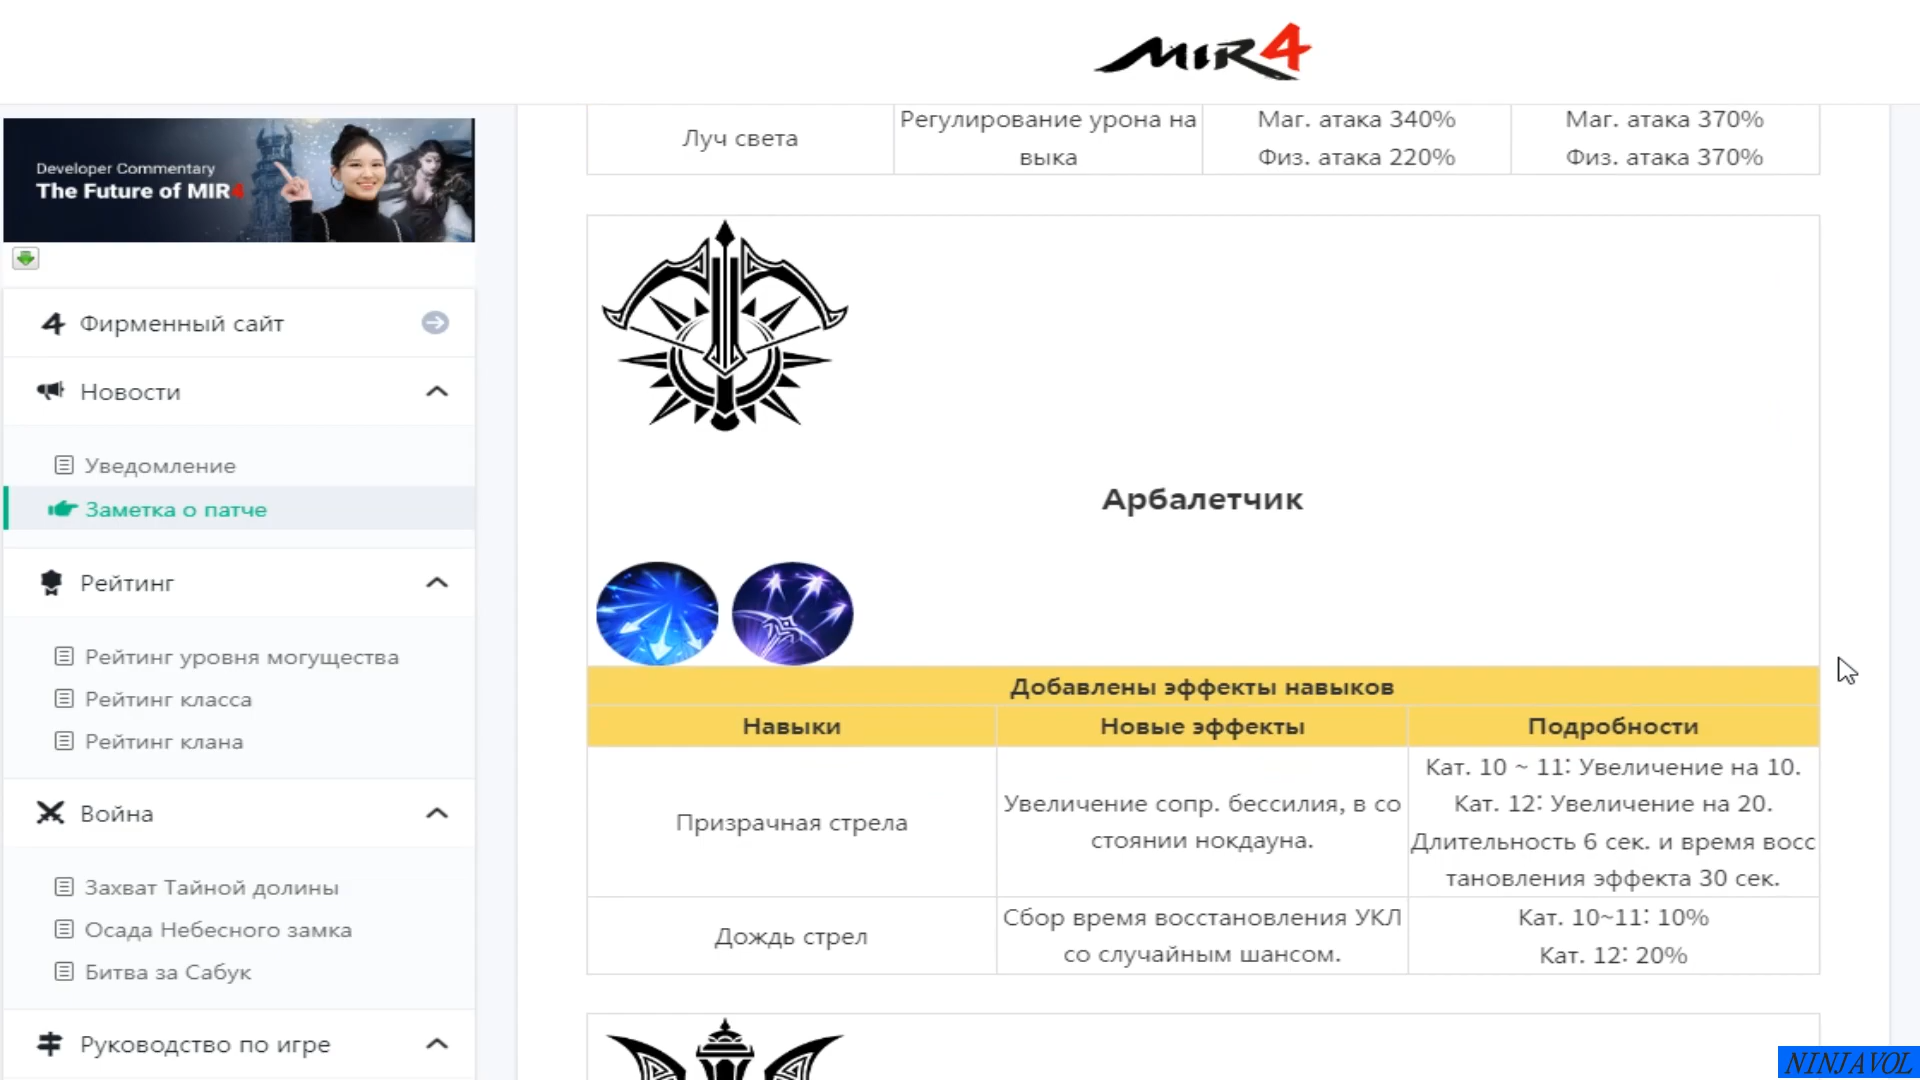 MIR4
Developer Commentary
The Future of MIR4
Фирменный сайт
Новости
Уведомление
Заметка о патче
Рейтинг
Рейтинг уровня могущества
Рейтинг класса
Рейтинг клана
Война
Захват Тайной долины
Осада Небесного замка
Битва за Сабук
Руководство по игре
Луч света
Регулирование урона на
выка
Маг. атака 340%
Физ. атака 220%
Маг. атака 370%
Физ. атака 370%
Арбалетчик
Добавлены эффекты навыков
Навыки
Новые эффекты
Подробности
Призрачная стрела
Увеличение сопр. бессилия, в со
стоянии нокдауна.
Кат. 10 ~ 11: Увеличение на 10.
Кат. 12: Увеличение на 20.
Длительность 6 сек. и время восс
тановления эффекта 30 сек.
Дождь стрел
Сбор время восстановления УКЛ
со случайным шансом.
Кат. 10~11: 10%
Кат. 12: 20%
NINJAVOL